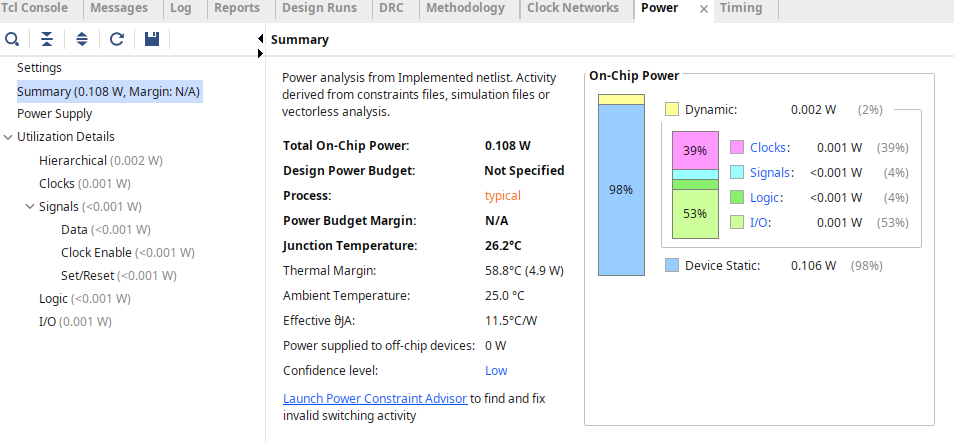 Tcl Console Messages Log Reports Design Runs DRC Methodology Clock Networks Power × Timing
Summary
Settings
Summary (0.108 W, Margin: N/A)
Power Supply
Utilization Details
Hierarchical (0.002 W)
Clocks (0.001 W)
Signals (<0.001 W)
Data (<0.001 W)
Clock Enable (<0.001 W)
Set/Reset (<0.001 W)
Logic (<0.001 W)
I/O (0.001 W)
Power analysis from Implemented netlist. Activity
derived from constraints files, simulation files or
vectorless analysis.
Total On-Chip Power: 0.108 W
Design Power Budget: Not Specified
Process: typical
Power Budget Margin: N/A
Junction Temperature: 26.2°C
Thermal Margin: 58.8°C (4.9 W)
Ambient Temperature: 25.0 °C
Effective ϑJA: 11.5°C/W
Power supplied to off-chip devices: 0 W
Confidence level: Low
Launch Power Constraint Advisor to find and fix
invalid switching activity
On-Chip Power
98%
Dynamic: 0.002 W (2%)
39%
53%
Clocks: 0.001 W (39%)
Signals: <0.001 W (4%)
Logic: <0.001 W (4%)
I/O: 0.001 W (53%)
Device Static: 0.106 W (98%)